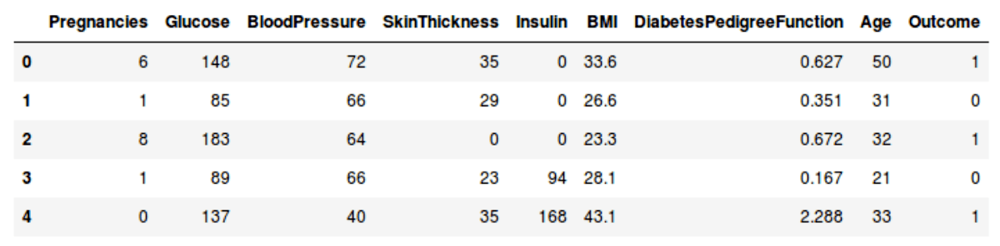 Pregnancies Glucose BloodPressure SkinThickness Insulin BMI DiabetesPedigreeFunction Age Outcome
0 6 148 72 35 0 33.6 0.627 50 1
1 1 85 66 29 0 26.6 0.351 31 0
2 8 183 64 0 0 23.3 0.672 32 1
3 1 89 66 23 94 28.1 0.167 21 0
4 0 137 40 35 168 43.1 2.288 33 1